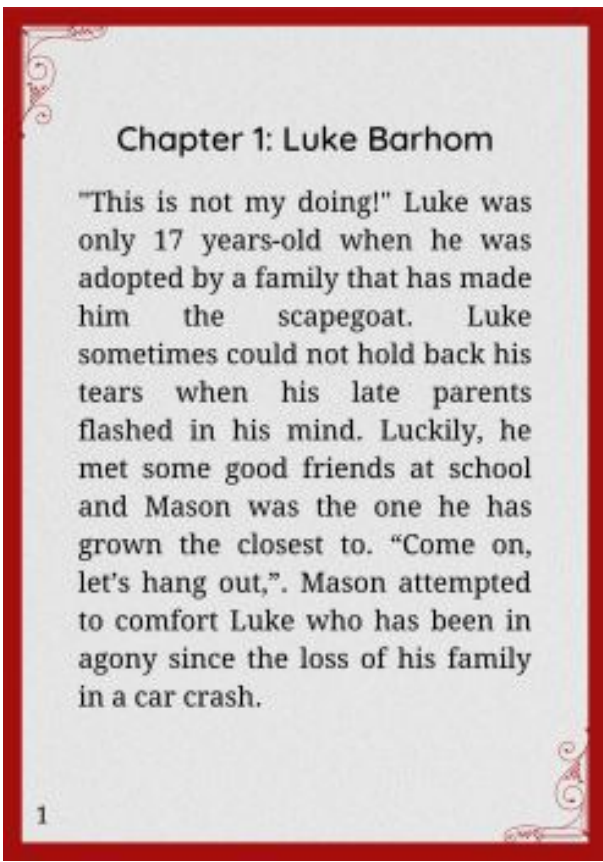 Chapter 1: Luke Barhom
"This is not my doing!" Luke was
only 17 years-old when he was
adopted by a family that has made
him the scapegoat. Luke
sometimes could not hold back his
tears when his late parents
flashed in his mind. Luckily, he
met some good friends at school
and Mason was the one he has
grown the closest to. “Come on,
let’s hang out,”. Mason attempted
to comfort Luke who has been in
agony since the loss of his family
in a car crash.
1